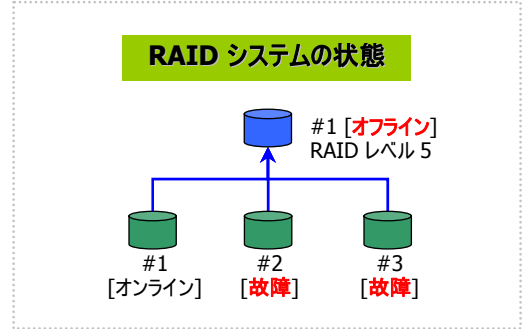 RAID システムの状態
#1 [オフライン]
RAID レベル 5
#1
[オンライン]
#2
[故障]
#3
[故障]